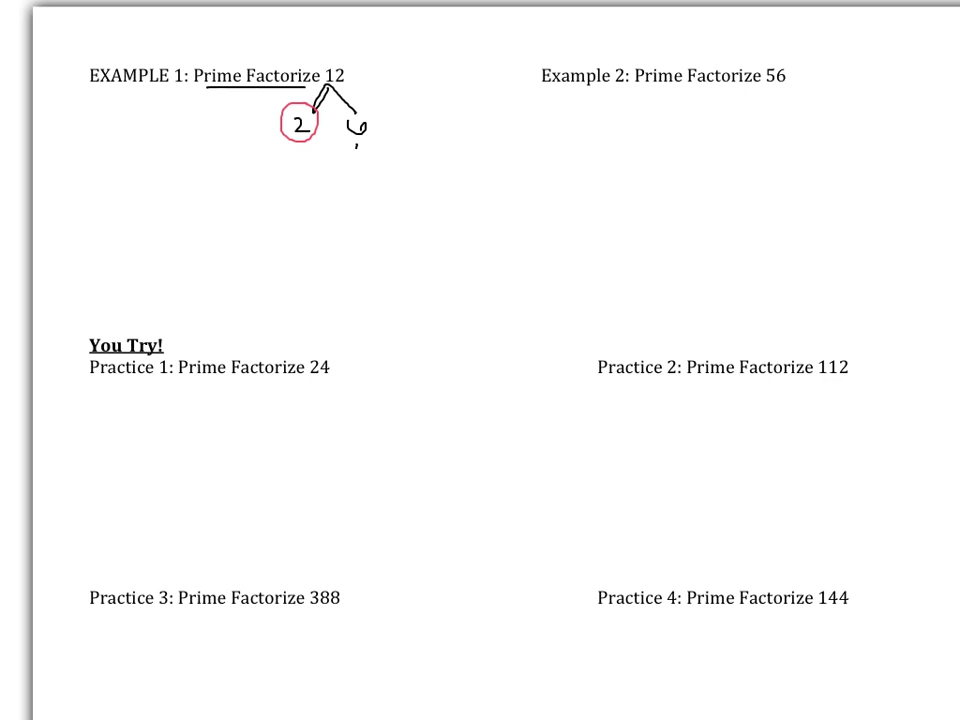 EXAMPLE 1: Prime Factorize 12
2 6
Example 2: Prime Factorize 56
You Try!
Practice 1: Prime Factorize 24
Practice 2: Prime Factorize 112
Practice 3: Prime Factorize 388
Practice 4: Prime Factorize 144